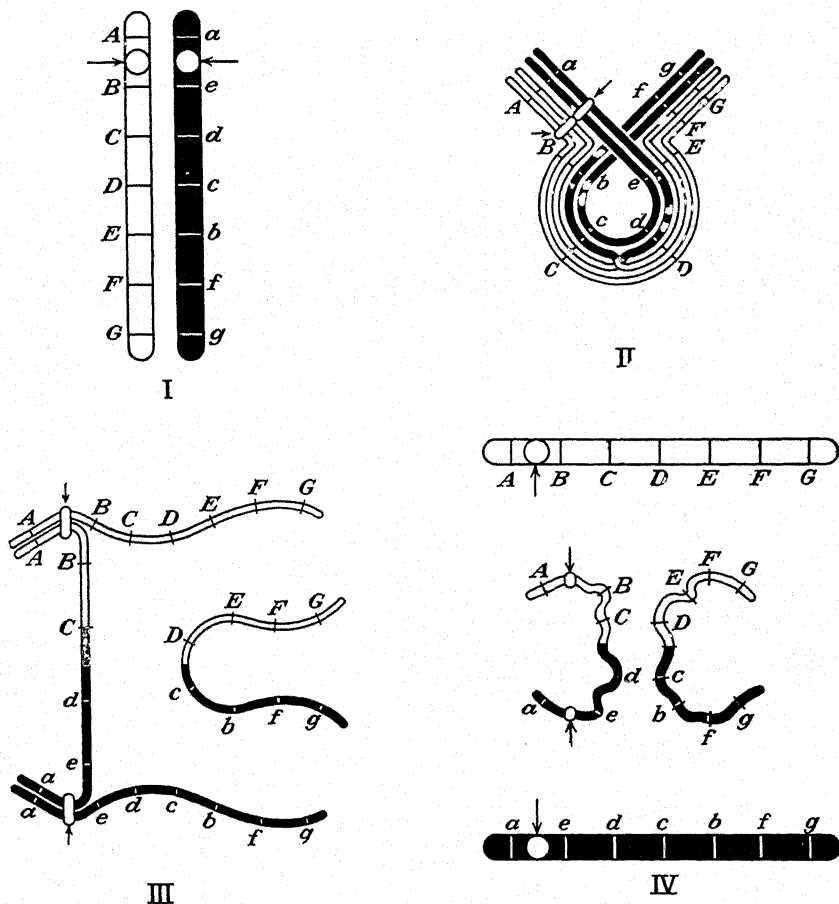 A a
B e
C d
D c
E b
F f
G g
I
a g
A f G
B F
b e E
c d
C D
II
A B C D E F G
A
B
C
d
e
D E F G
c b f g
a
a e d c b f g
III
A B C D E F G
A B
C
d
a e
E F G
D
c
b f g
a e d c b f g
IV